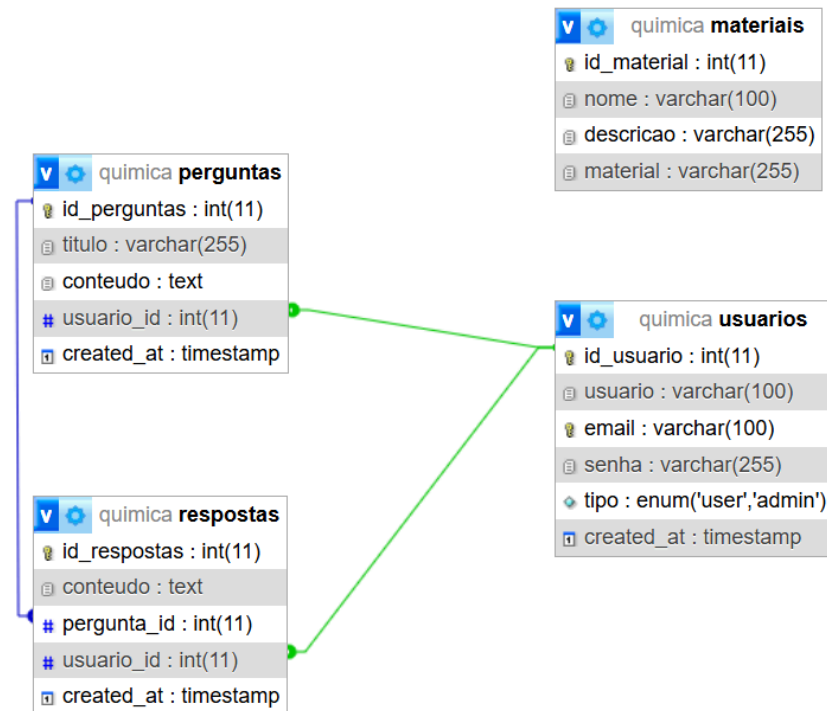 v quimica materiais
id_material : int(11)
nome : varchar(100)
descricao : varchar(255)
material : varchar(255)
v quimica perguntas
id_perguntas : int(11)
titulo : varchar(255)
conteudo : text
# usuario_id : int(11)
created_at : timestamp
v quimica usuarios
id_usuario : int(11)
usuario : varchar(100)
email : varchar(100)
senha : varchar(255)
tipo : enum('user','admin')
created_at : timestamp
v quimica respostas
id_respostas : int(11)
conteudo : text
# pergunta_id : int(11)
# usuario_id : int(11)
created_at : timestamp